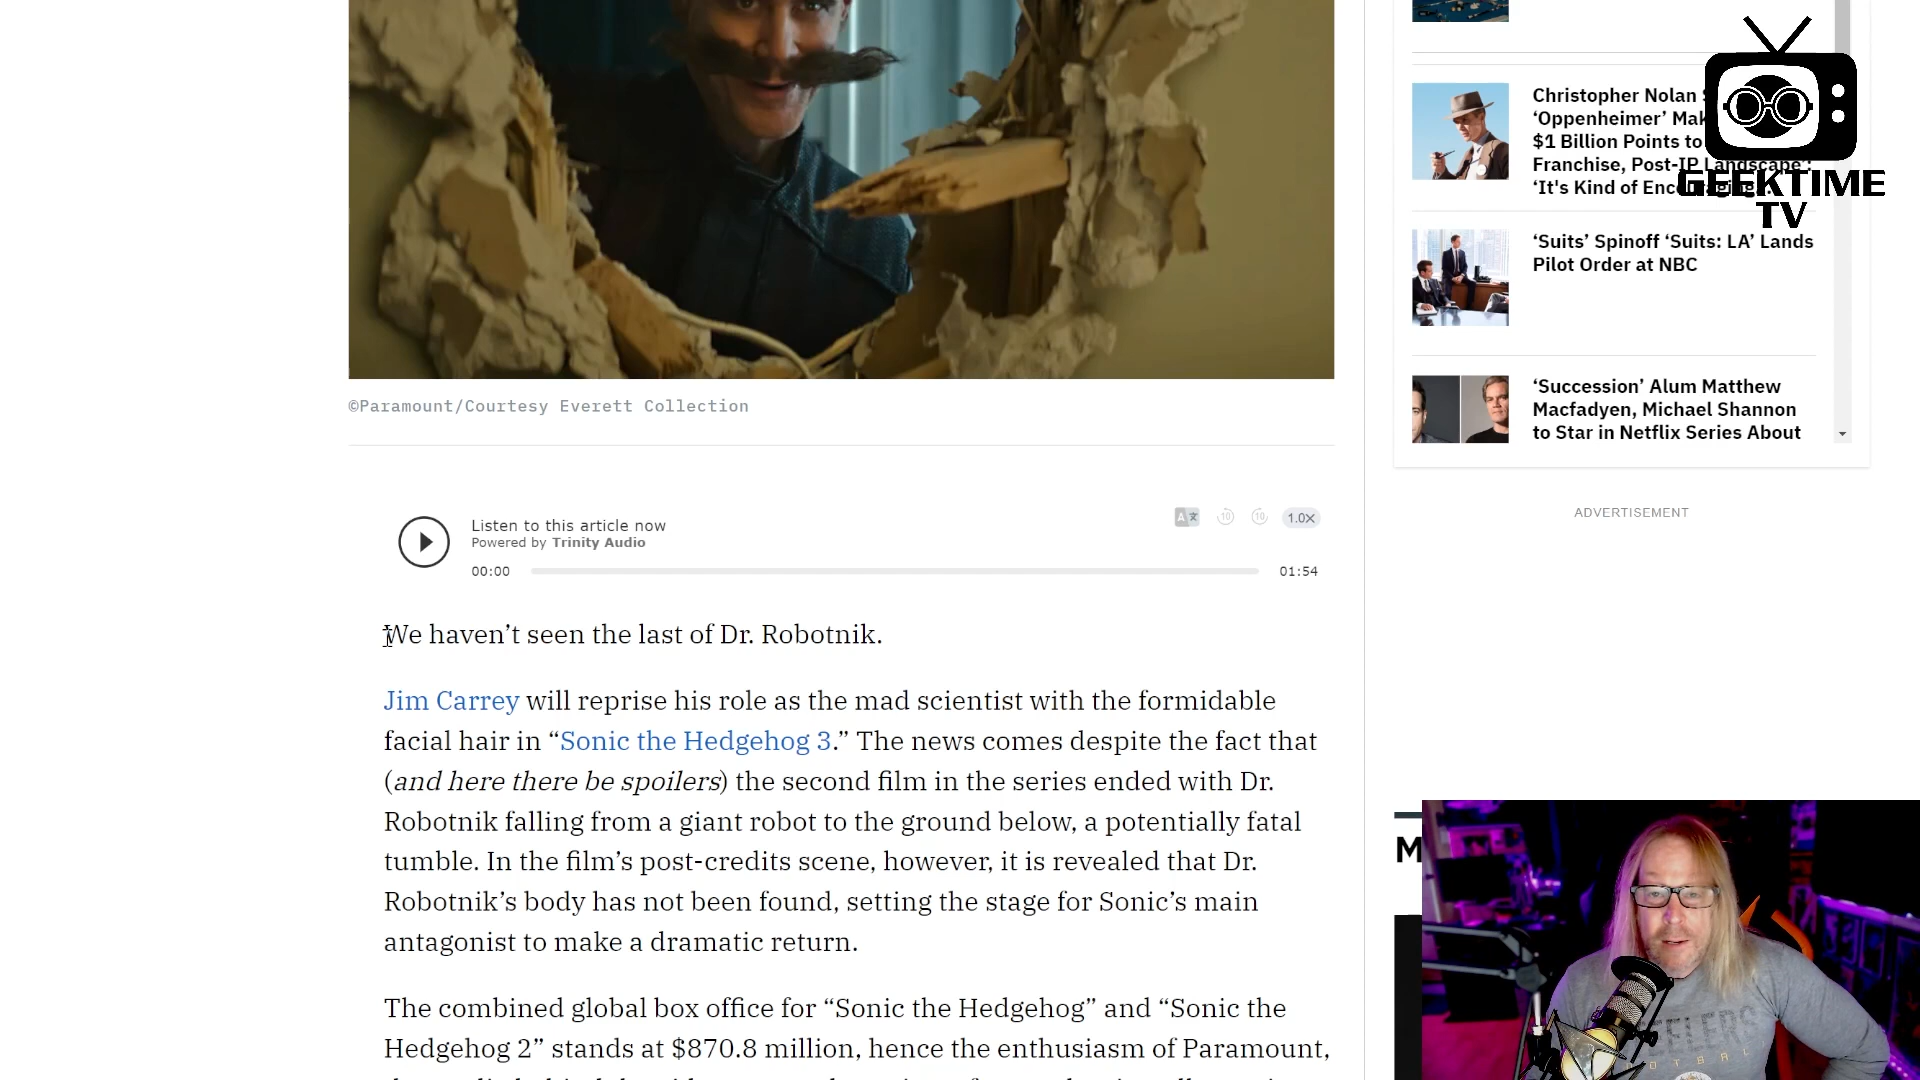 ©Paramount/Courtesy Everett Collection
Listen to this article now
Powered by Trinity Audio
10
10
1.0X
00:00
01:54
We haven’t seen the last of Dr. Robotnik.
Jim Carrey will reprise his role as the mad scientist with the formidable
facial hair in “Sonic the Hedgehog 3.” The news comes despite the fact that
(and here there be spoilers) the second film in the series ended with Dr.
Robotnik falling from a giant robot to the ground below, a potentially fatal
tumble. In the film’s post-credits scene, however, it is revealed that Dr.
Robotnik’s body has not been found, setting the stage for Sonic’s main
antagonist to make a dramatic return.
The combined global box office for “Sonic the Hedgehog” and “Sonic the
Hedgehog 2” stands at $870.8 million, hence the enthusiasm of Paramount,
Christopher Nolan
‘Oppenheimer’
$1 Billion Points to
Franchise, Post-IP Landscape’:
‘It's Kind of
‘Suits’ Spinoff ‘Suits: LA’ Lands
Pilot Order at NBC
‘Succession’ Alum Matthew
Macfadyen, Michael Shannon
to Star in Netflix Series About
ADVERTISEMENT
GEEKTIME
TV